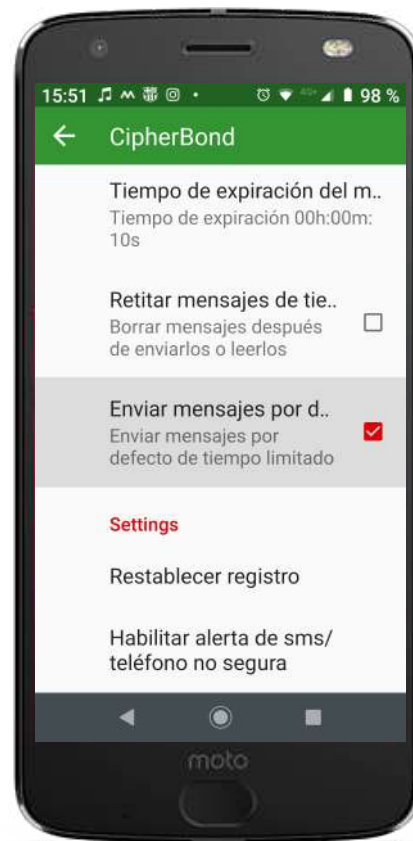 15:51 98 %
CipherBond
Tiempo de expiración del m..
Tiempo de expiración 00h:00m:
10s
Retitar mensajes de tie..
Borrar mensajes después
de enviarlos o leerlos
Enviar mensajes por d..
Enviar mensajes por
defecto de tiempo limitado
Settings
Restablecer registro
Habilitar alerta de sms/
teléfono no segura
moto